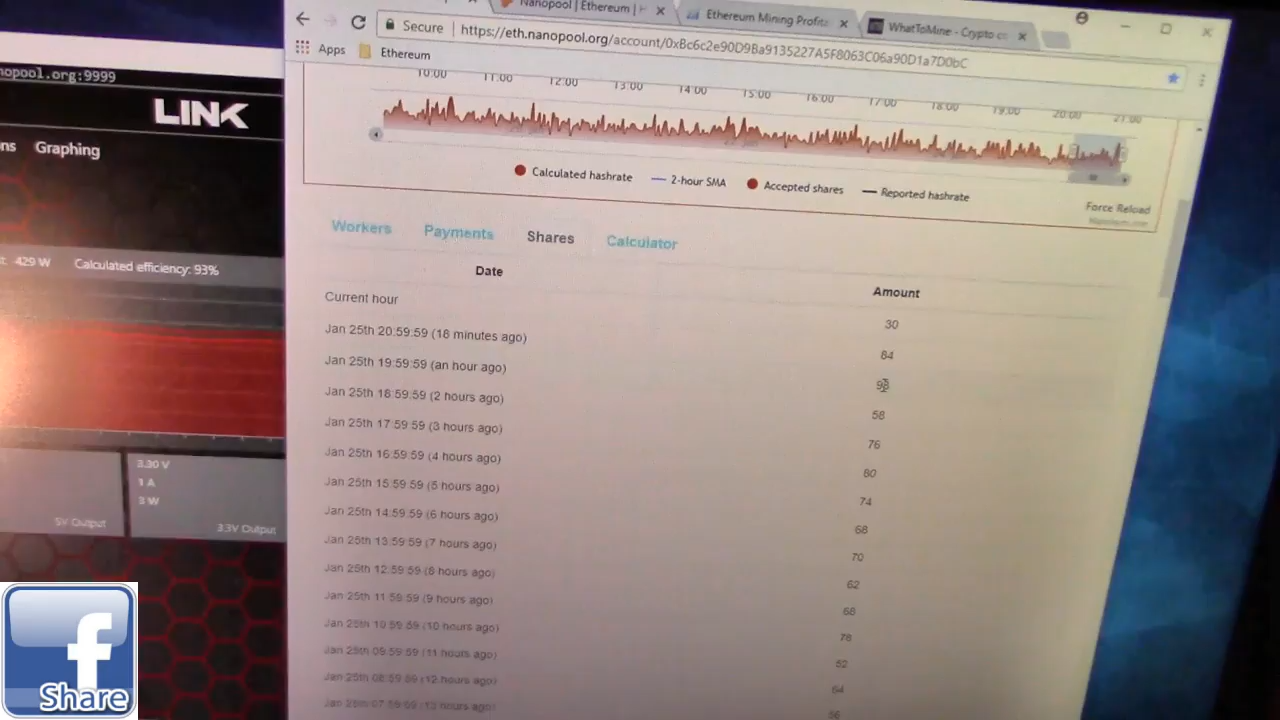 Nanopool | Ethereum |
Ethereum Mining Profita
WhatToMine - Crypto co
Secure
https://eth.nanopool.org/account/0xBc6c2e90D9Ba9135227A5F8063C06a90D1a7D0bC
Apps
Ethereum
nopool.org:9999
LINK
ns
Graphing
429 W
Calculated efficiency: 93%
3.30 V
1 A
3 W
5V Output
3.3V Output
10:00 11:00 12:00 13:00 14:00 15:00 16:00 17:00 18:00 19:00 20:00 21:00
Calculated hashrate
2-hour SMA
Accepted shares
Reported hashrate
Force Reload
Workers
Payments
Shares
Calculator
Date Amount
Current hour 30
Jan 25th 20:59:59 (18 minutes ago) 84
Jan 25th 19:59:59 (an hour ago)
Jan 25th 18:59:59 (2 hours ago) 58
Jan 25th 17:59:59 (3 hours ago) 76
Jan 25th 16:59:59 (4 hours ago) 80
Jan 25th 15:59:59 (5 hours ago) 74
Jan 25th 14:59:59 (6 hours ago) 68
Jan 25th 13:59:59 (7 hours ago) 70
Jan 25th 12:59:59 (8 hours ago) 62
Jan 25th 11:59:59 (9 hours ago) 68
Jan 25th 10:59:59 (10 hours ago) 78
Jan 25th 09:59:59 (11 hours ago) 52
Jan 25th 08:59:59 (12 hours ago) 64
Jan 25th 07:59:59 (13 hours ago)
f
Share